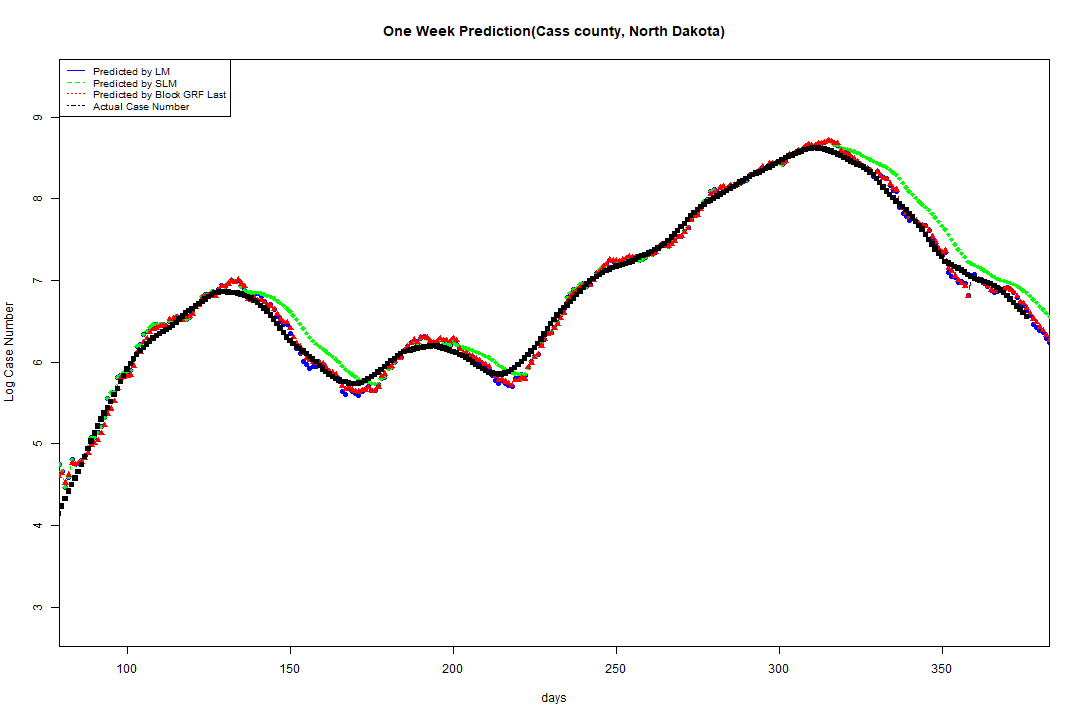 One Week Prediction(Cass county, North Dakota)
Predicted by LM
Predicted by SLM
Predicted by Block GRF Last
Actual Case Number
9
8
7
6
5
4
3
Log Case Number
100 150 200 250 300 350
days